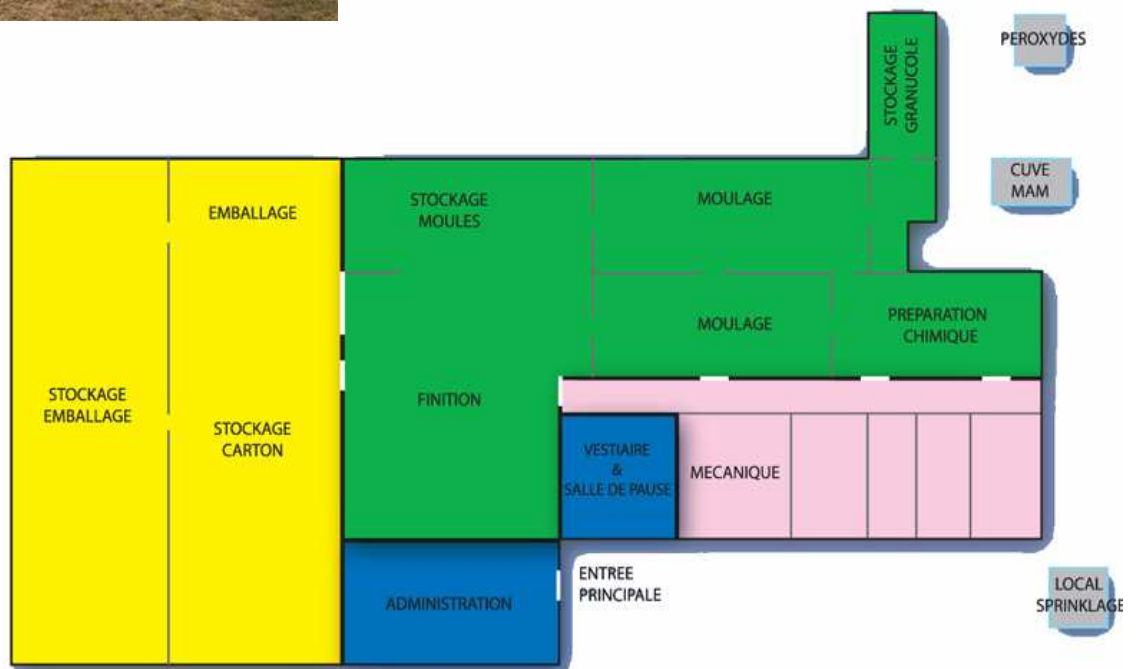 PEROXYDES
STOCKAGE
GRANUCOLE
CUVE
MAM
EMBALLAGE
STOCKAGE
MOULES
MOULAGE
MOULAGE
PREPARATION
CHIMIQUE
STOCKAGE
EMBALLAGE
STOCKAGE
CARTON
FINITION
VESTIAIRE
&
SALLE DE PAUSE
MECANIQUE
ADMINISTRATION
ENTREE
PRINCIPALE
LOCAL
SPRINKLAGE